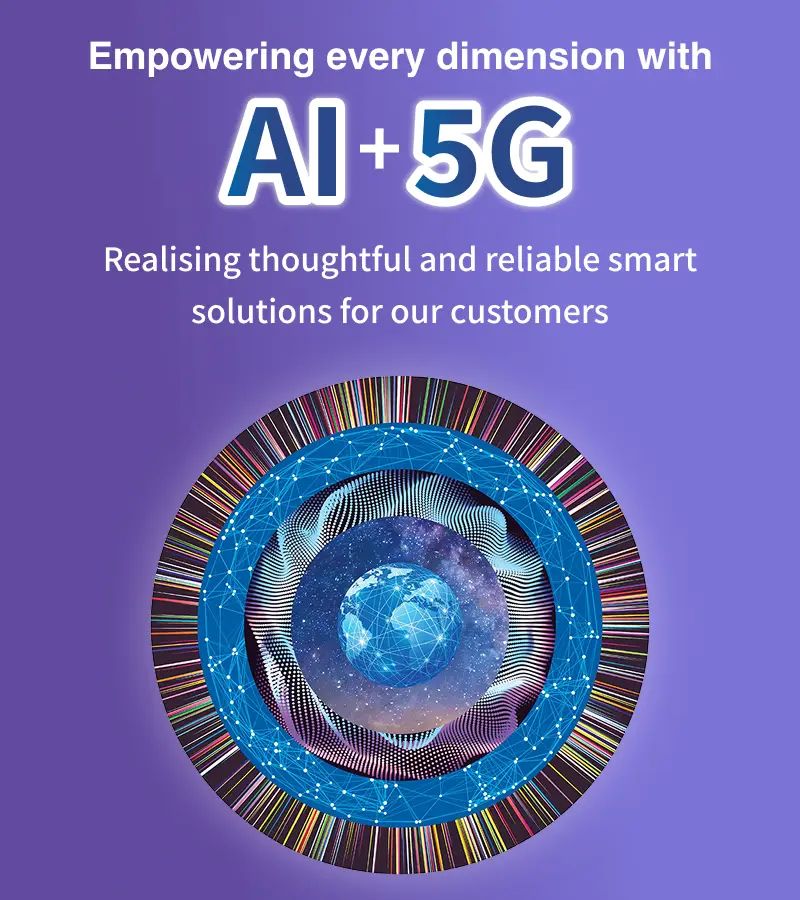 Empowering every dimension with
AI+5G
Realising thoughtful and reliable smart
solutions for our customers